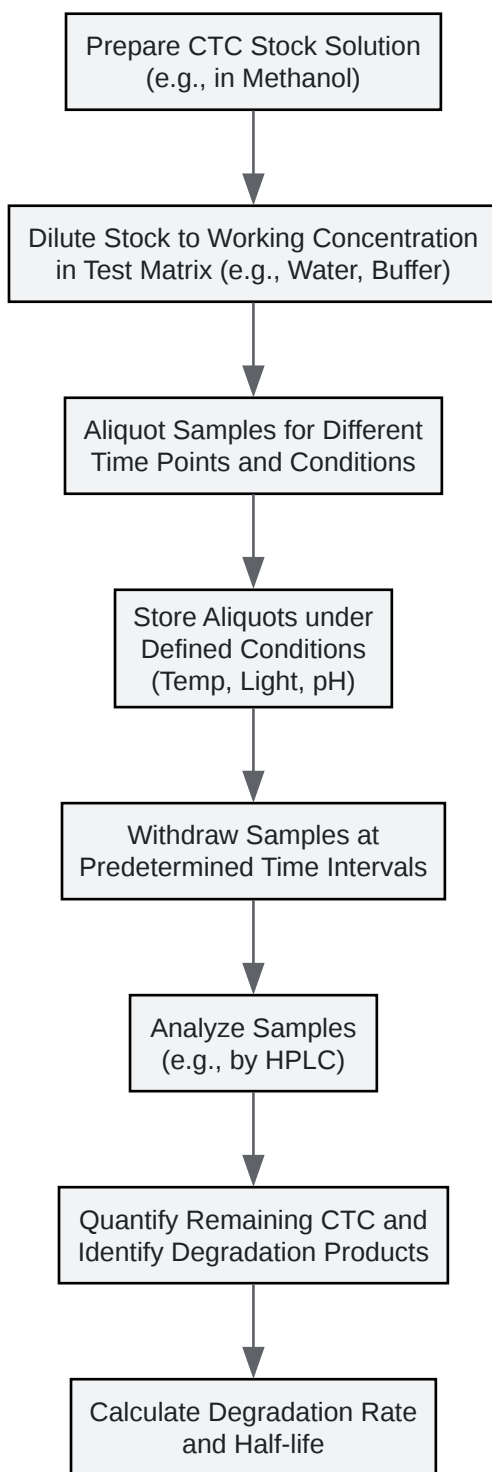 Prepare CTC Stock Solution
(e.g., in Methanol)
Dilute Stock to Working Concentration
in Test Matrix (e.g., Water, Buffer)
Aliquot Samples for Different
Time Points and Conditions
Store Aliquots under
Defined Conditions
(Temp, Light, pH)
Withdraw Samples at
Predetermined Time Intervals
Analyze Samples
(e.g., by HPLC)
Quantify Remaining CTC and
Identify Degradation Products
Calculate Degradation Rate
and Half-life